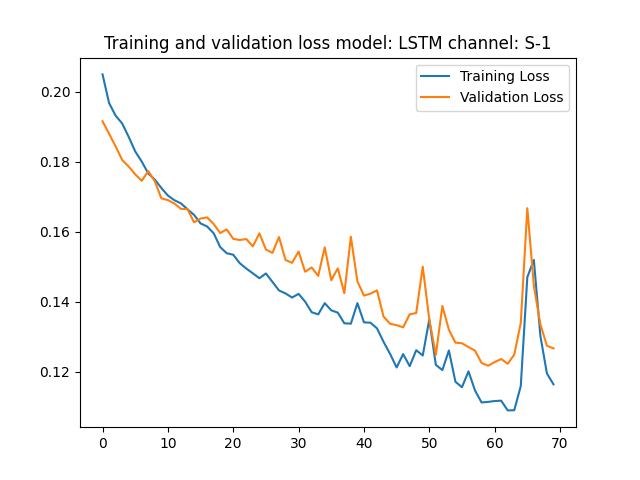 Training and validation loss model: LSTM channel: S-1
Training Loss
Validation Loss
0.20
0.18
0.16
0.14
0.12
0 10 20 30 40 50 60 70